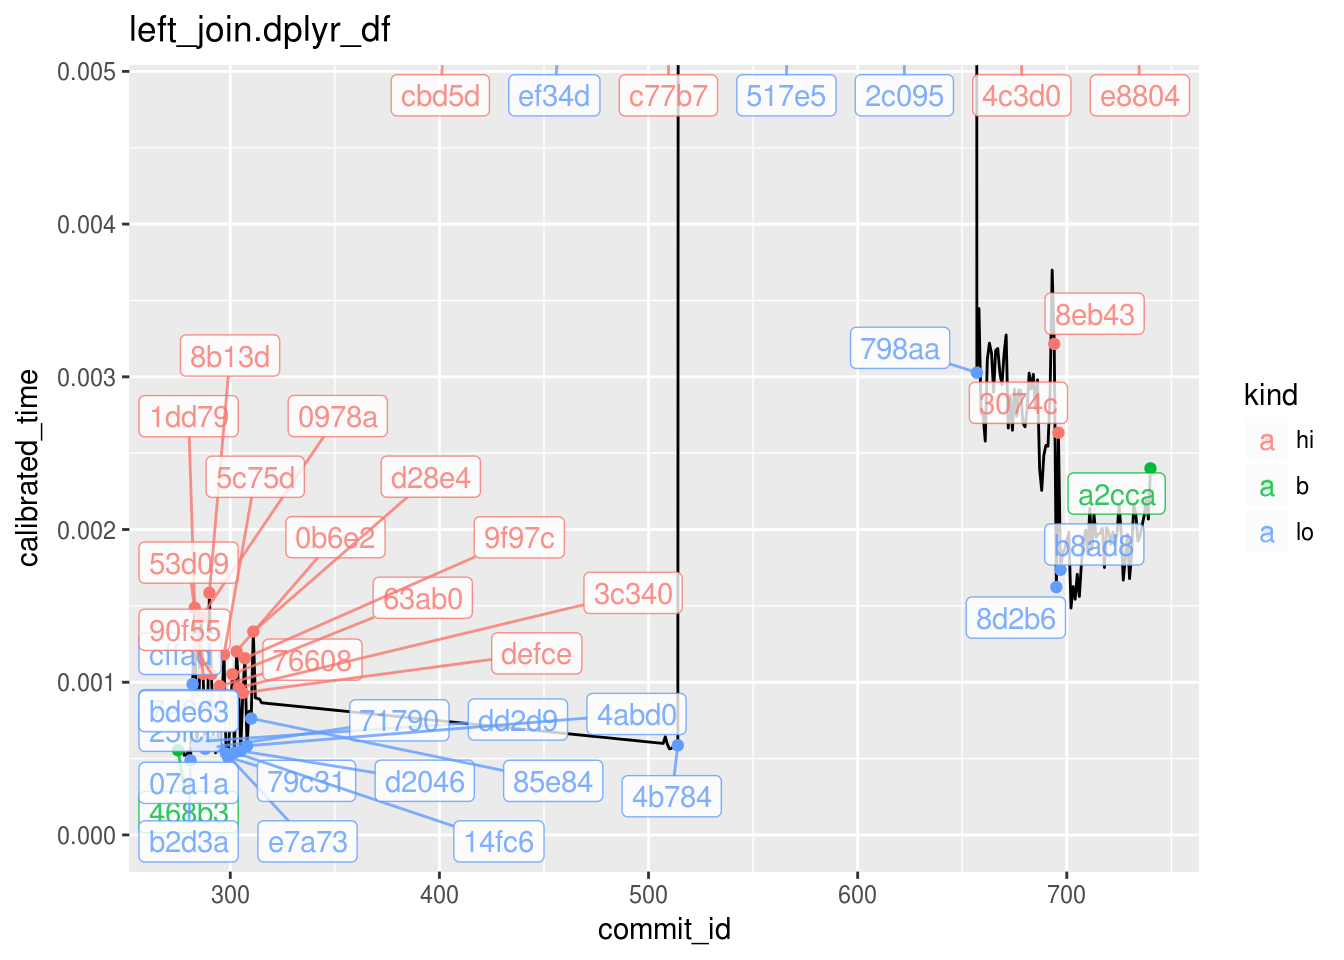 left_join.dplyr_df
0.005
cbd5d
ef34d
c77b7
517e5
2c095
4c3d0
e8804
0.004
8eb43
8b13d
798aa
0.003
3074c
1dd79
0978a
5c75d
d28e4
a2cca
0b6e2
9f97c
0.002
b8ad8
53d09
63ab0
3c340
8d2b6
90f55
cffad
76608
defce
0.001
bde63
71790
dd2d9
4abd0
07a1a
79c31
d2046
85e84
4b784
468b3
0.000
b2d3a
e7a73
14fc6
300
400
500
600
700
commit_id
calibrated_time
kind
a hi
a b
a lo